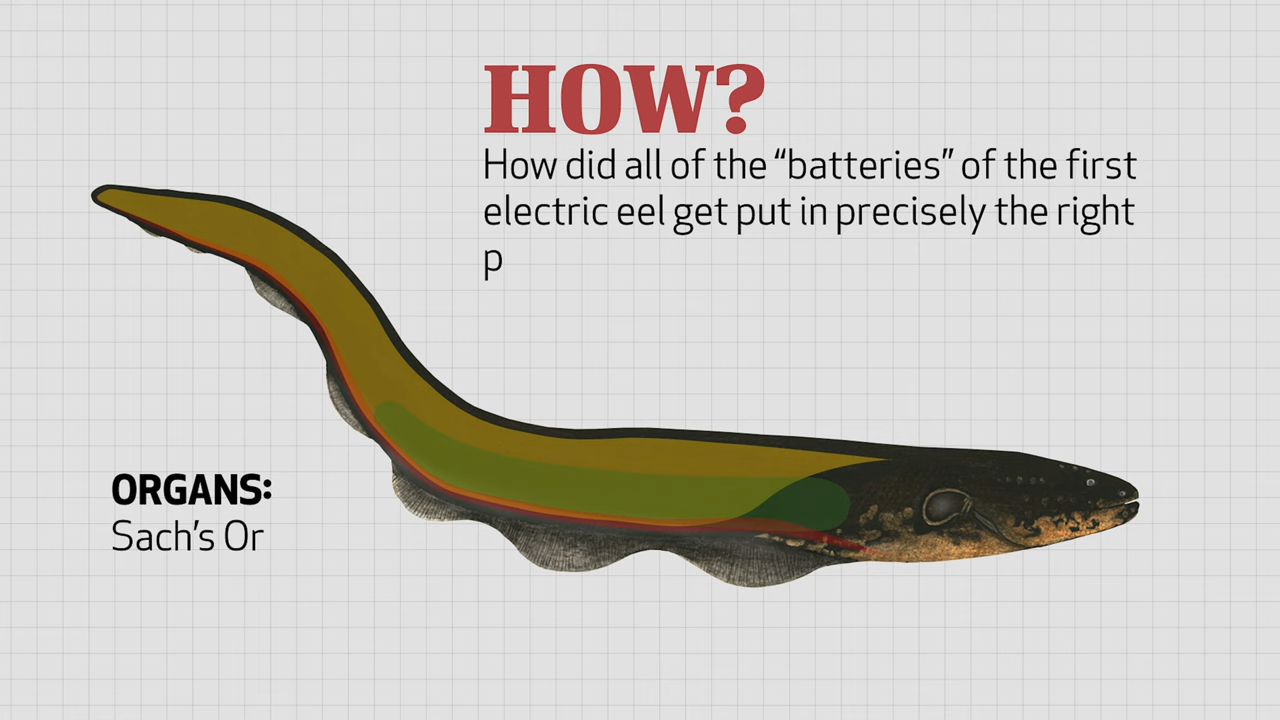 HOW?
How did all of the “batteries” of the first
electric eel get put in precisely the right
p
ORGANS:
Sach’s Or